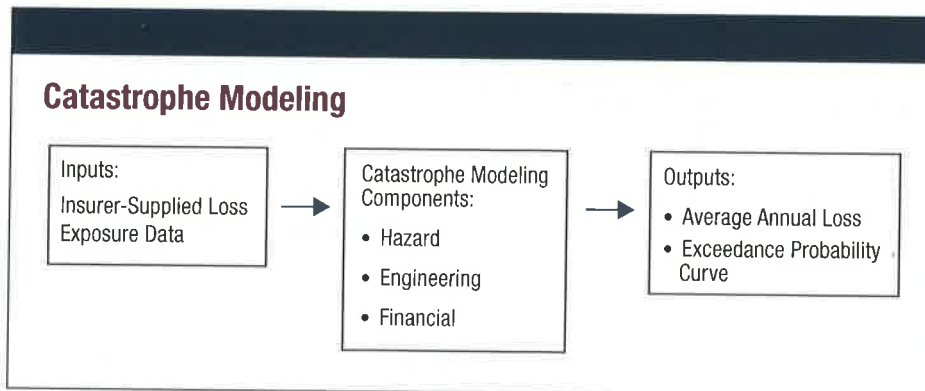 Catastrophe Modeling
Inputs:
Insurer-Supplied Loss
Exposure Data
Catastrophe Modeling
Components:
• Hazard
• Engineering
• Financial
Outputs:
• Average Annual Loss
• Exceedance Probability
Curve